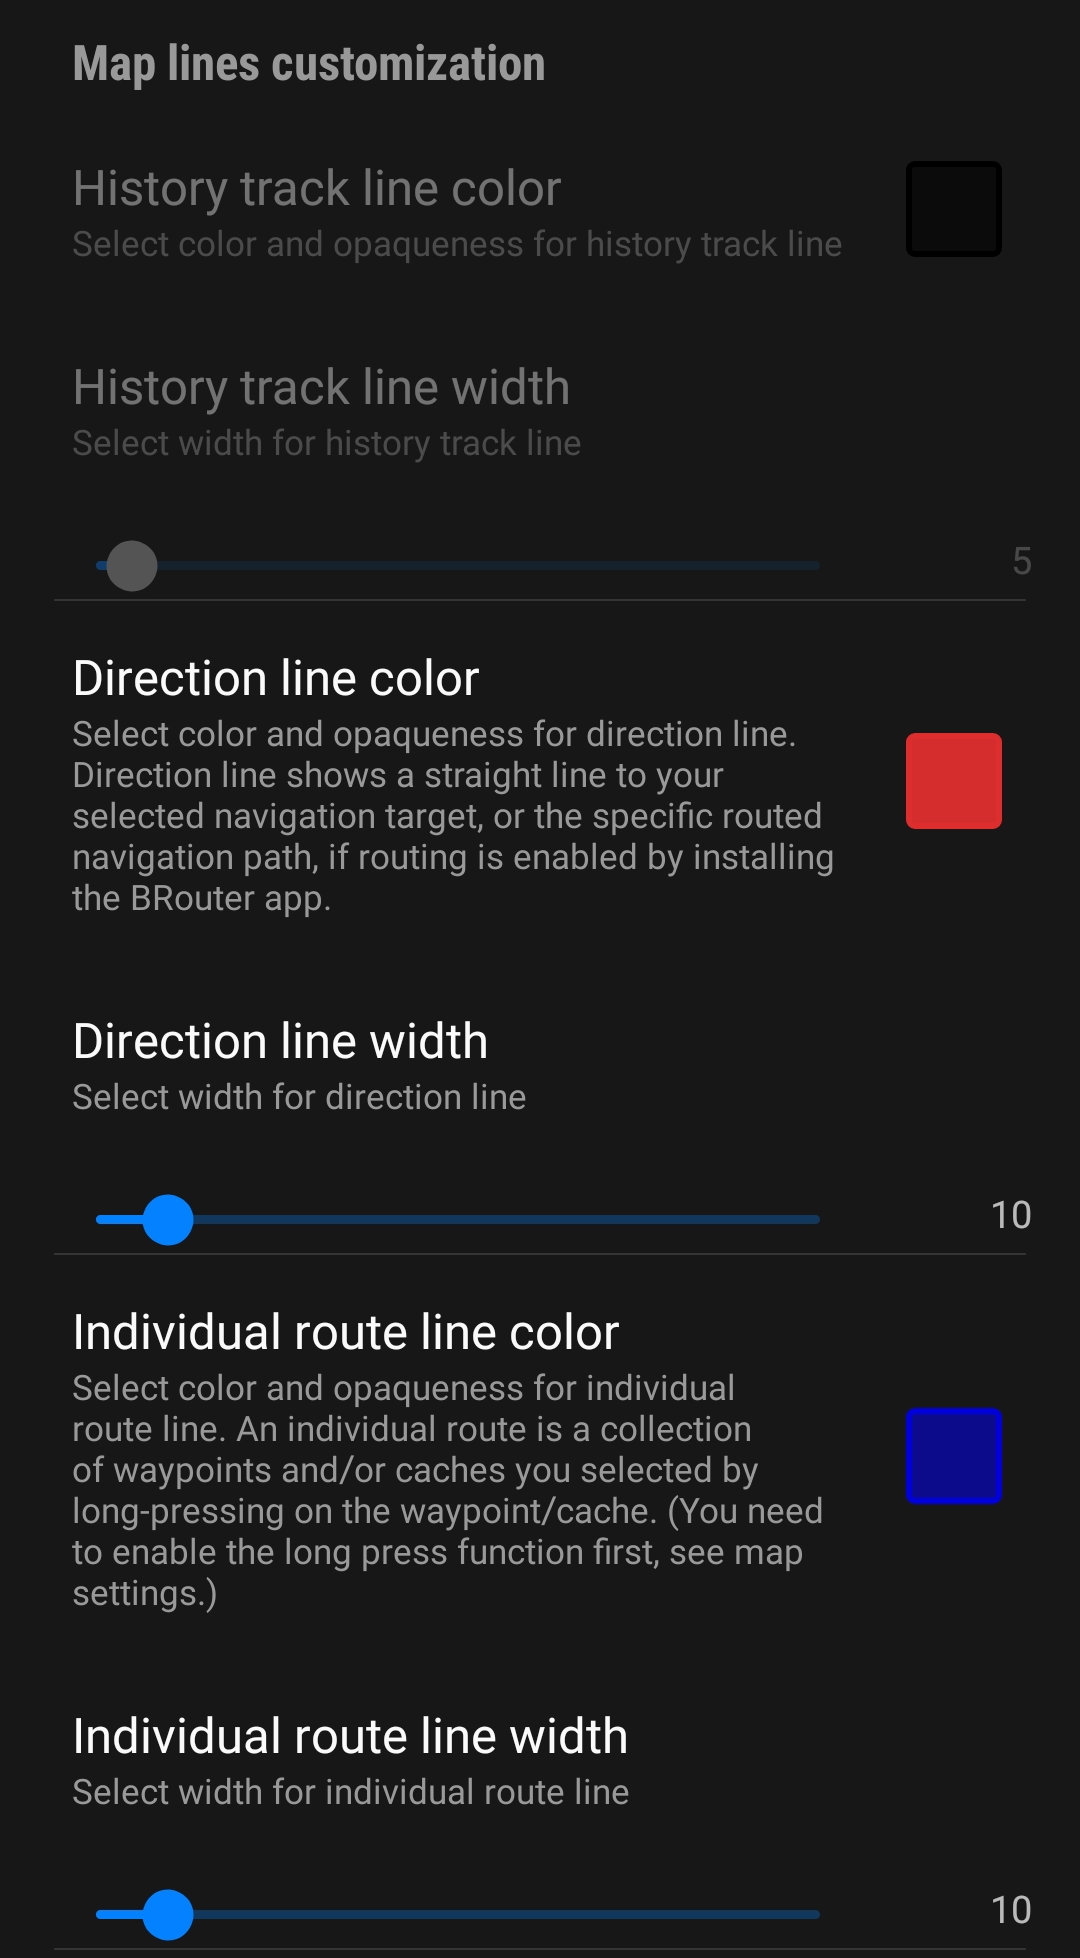 Map lines customization
History track line color
Select color and opaqueness for history track line
History track line width
Select width for history track line
5
Direction line color
Select color and opaqueness for direction line.
Direction line shows a straight line to your
selected navigation target, or the specific routed
navigation path, if routing is enabled by installing
the BRouter app.
Direction line width
Select width for direction line
10
Individual route line color
Select color and opaqueness for individual
route line. An individual route is a collection
of waypoints and/or caches you selected by
long-pressing on the waypoint/cache. (You need
to enable the long press function first, see map
settings.)
Individual route line width
Select width for individual route line
10